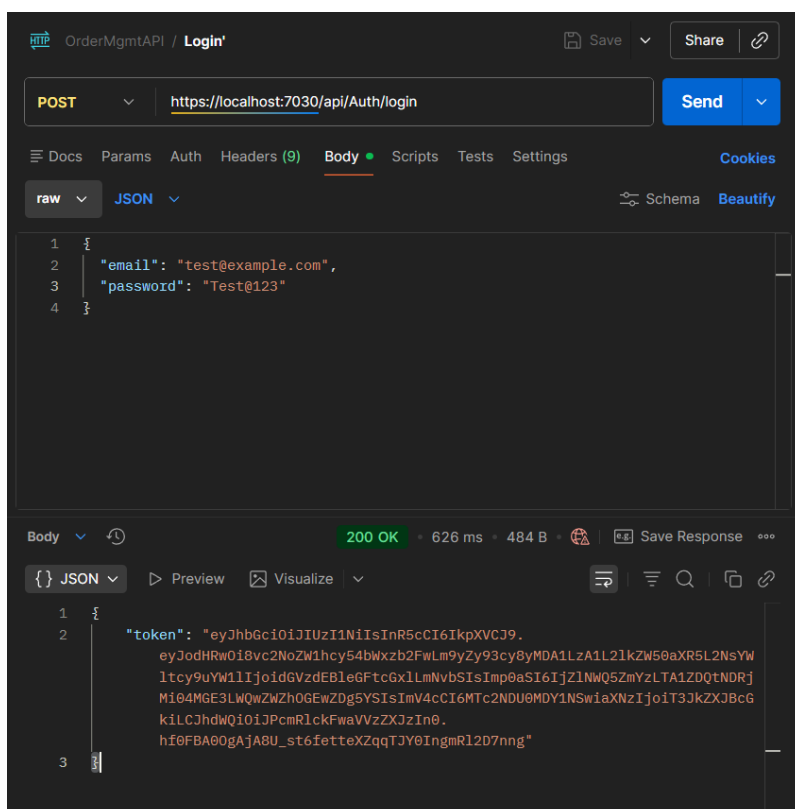 HTTP OrderMgmtAPI / Login'
Save
Share
POST
https://localhost:7030/api/Auth/login
Send
Docs Params Auth Headers (9) Body Scripts Tests Settings
Cookies
raw JSON
Schema Beautify
1 {
2 "email": "test@example.com",
3 "password": "Test@123"
4 }
Body
200 OK • 626 ms • 484 B
e.g. Save Response
{} JSON
Preview Visualize
1 {
2 "token": "eyJhbGciOiJIUzI1NiIsInR5cCI6IkpXVCJ9.
eyJodHRwOi8vc2NoZW1hcy54bWxzb2FwLm9yZy93cy8yMDA1LzA1L2lkZW50aXR5L2NsYW
ltcy9uYW1lIjoidGVzdEBleGFtcGxlLmNvbSIsImp0aSI6IjZlNWQ5ZmYzLTA1ZDQtNDRj
Mi04MGE3LWQwZWZhOGEwZDg5YSIsImV4cCI6MTc2NDU0MDY1NSwiaXNzIjoiT3JkZXJBcG
kiLCJhdWQiOiJPcmRlckFwaVVzZXJzIn0.
hf0FBA0OgAjA8U_st6fetteXZqqTJY0IngmRl2D7nng"
3 }